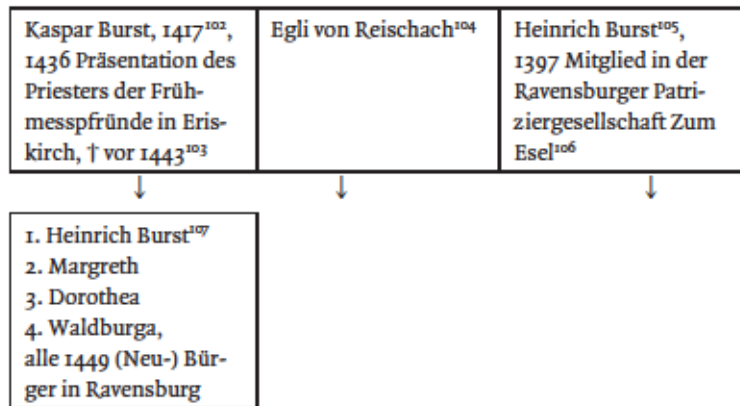 Kaspar Burst, 1417¹⁰²,
1436 Präsentation des
Priesters der Früh-
messpfründe in Eris-
kirch, † vor 1443¹⁰³
Egli von Reischach¹⁰⁴
Heinrich Burst¹⁰⁵,
1397 Mitglied in der
Ravensburger Patri-
ziergesellschaft Zum
Esel¹⁰⁶
↓ ↓ ↓
1. Heinrich Burst¹⁰⁷
2. Margreth
3. Dorothea
4. Waldburga,
alle 1449 (Neu-) Bür-
ger in Ravensburg